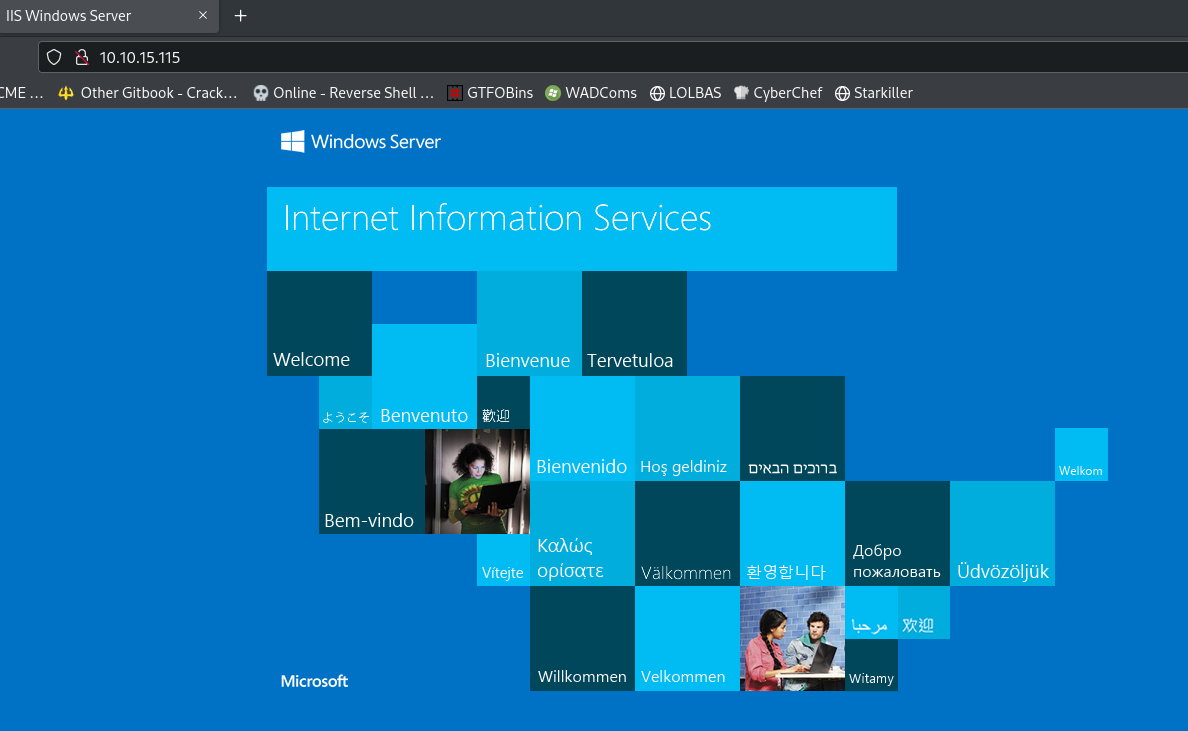 IIS Windows Server
10.10.15.115
CME ... Other Gitbook - Crack... Online - Reverse Shell ... GTFOBins WADComs LOLBAS CyberChef Starkiller
Windows Server
Internet Information Services
Welcome
Bienvenue
Tervetuloa
ようこそ
Benvenuto
歡迎
Bienvenido
Hoş geldiniz
ברוכים הבאים
Welkom
Bem-vindo
Vítejte
Καλώς
ορίσατε
Välkommen
환영합니다
Добро
пожаловать
Üdvözöljük
Microsoft
Willkommen
Velkommen
مرحبا
欢迎
Witamy